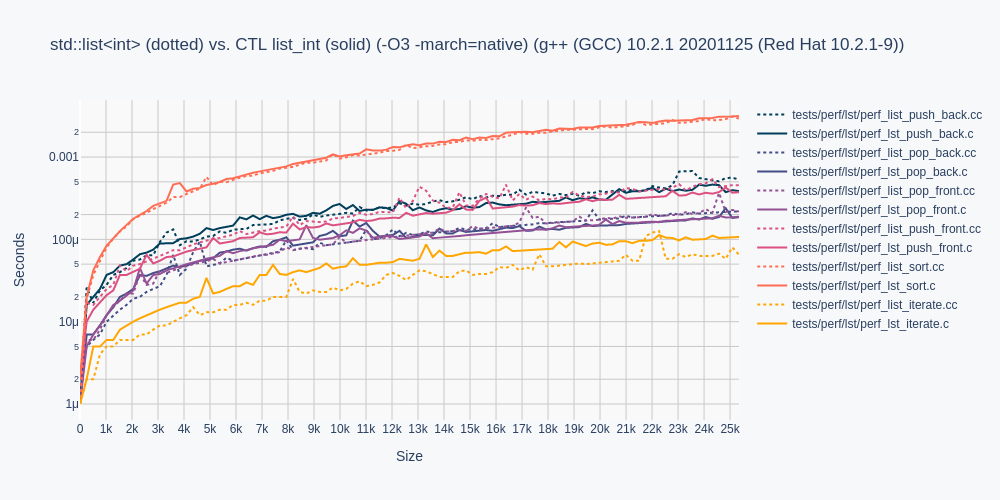 std::list<int> (dotted) vs. CTL list_int (solid) (-O3 -march=native) (g++ (GCC) 10.2.1 20201125 (Red Hat 10.2.1-9))
Seconds
2
0.001
5
2
100μ
5
2
10μ
5
2
1μ
0 1k 2k 3k 4k 5k 6k 7k 8k 9k 10k 11k 12k 13k 14k 15k 16k 17k 18k 19k 20k 21k 22k 23k 24k 25k
Size
tests/perf/lst/perf_list_push_back.cc
tests/perf/lst/perf_lst_push_back.c
tests/perf/lst/perf_list_pop_back.cc
tests/perf/lst/perf_lst_pop_back.c
tests/perf/lst/perf_list_pop_front.cc
tests/perf/lst/perf_lst_pop_front.c
tests/perf/lst/perf_list_push_front.cc
tests/perf/lst/perf_lst_push_front.c
tests/perf/lst/perf_list_sort.cc
tests/perf/lst/perf_lst_sort.c
tests/perf/lst/perf_list_iterate.cc
tests/perf/lst/perf_lst_iterate.c